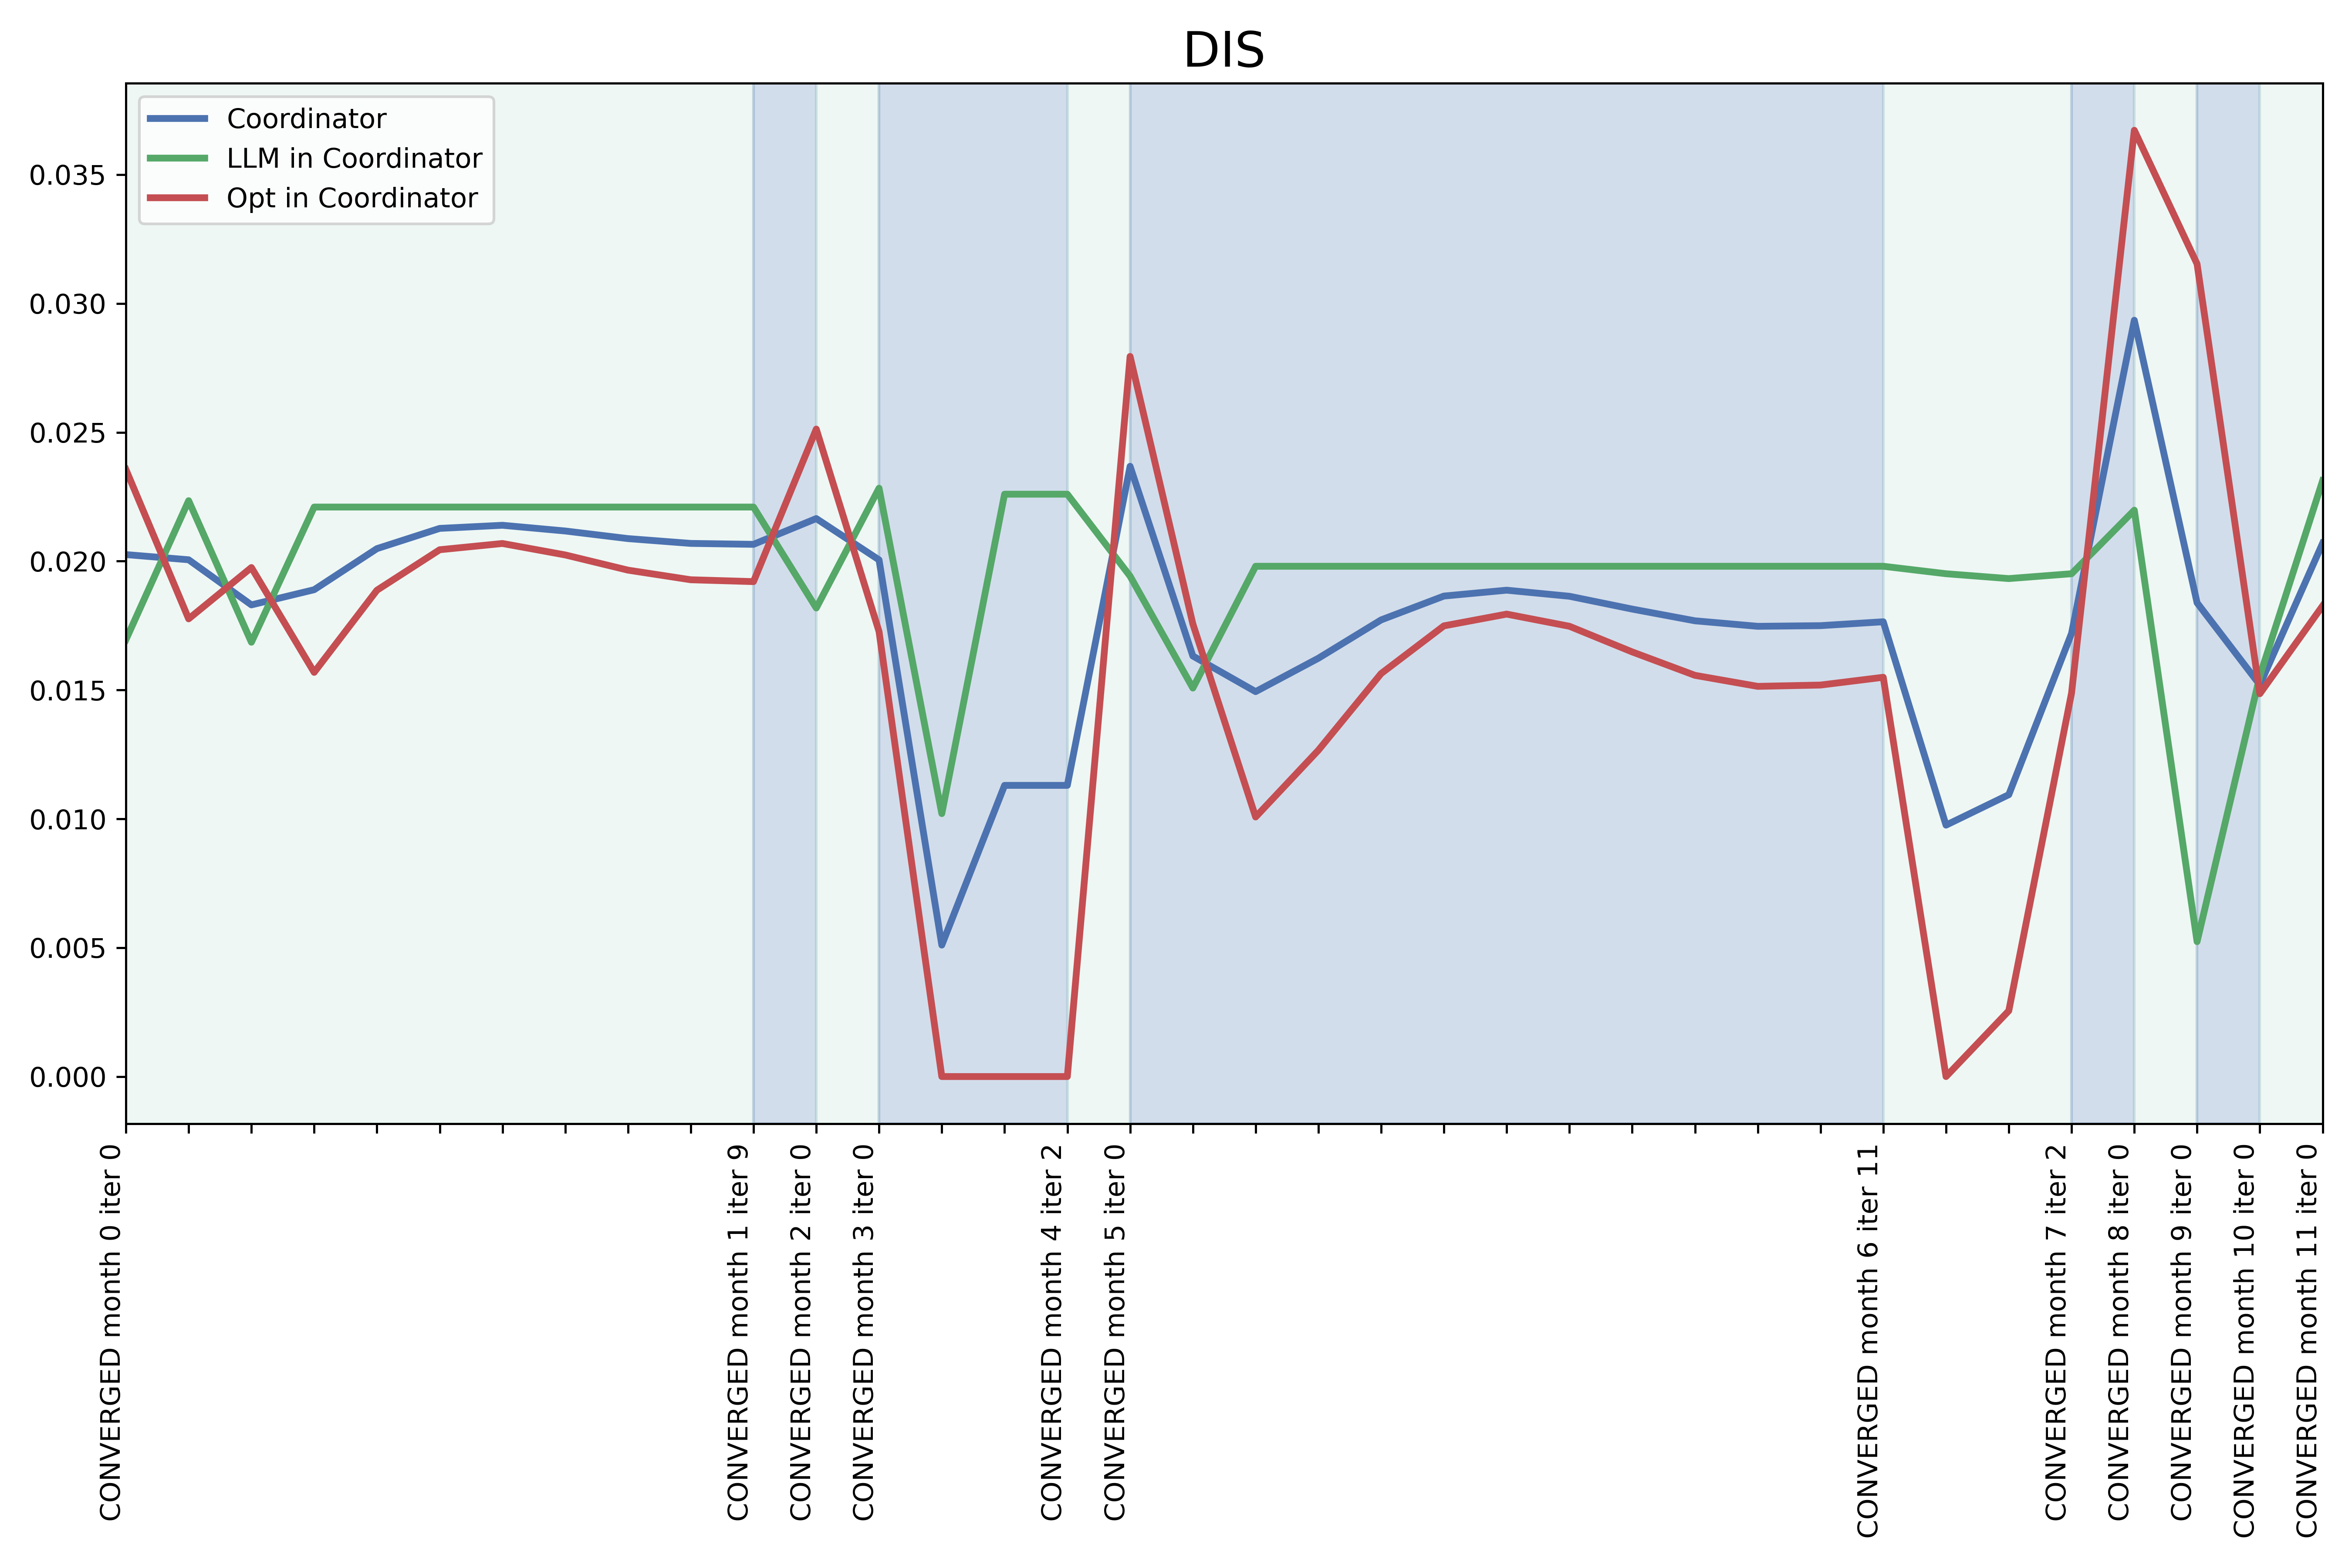 DIS
Coordinator
LLM in Coordinator
Opt in Coordinator
0.035
0.030
0.025
0.020
0.015
0.010
0.005
0.000
CONVERGED month 0 iter 0
CONVERGED month 1 iter 9
CONVERGED month 2 iter 0
CONVERGED month 3 iter 0
CONVERGED month 4 iter 2
CONVERGED month 5 iter 0
CONVERGED month 6 iter 11
CONVERGED month 7 iter 2
CONVERGED month 8 iter 0
CONVERGED month 9 iter 0
CONVERGED month 10 iter 0
CONVERGED month 11 iter 0